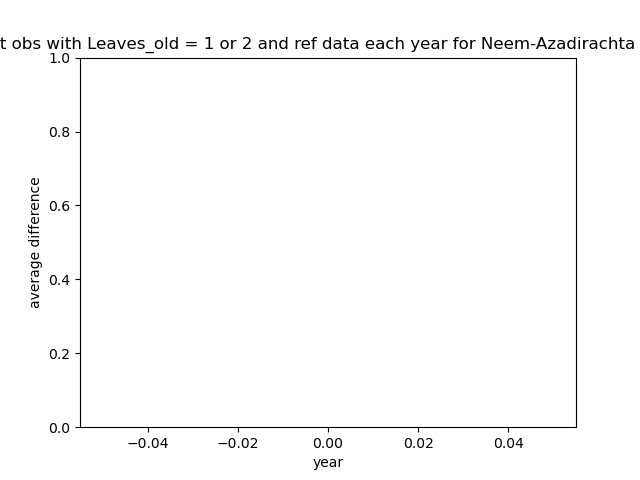 t obs with Leaves_old = 1 or 2 and ref data each year for Neem-Azadirachta
1.0
0.8
0.6
0.4
0.2
0.0
average difference
−0.04 −0.02 0.00 0.02 0.04
year